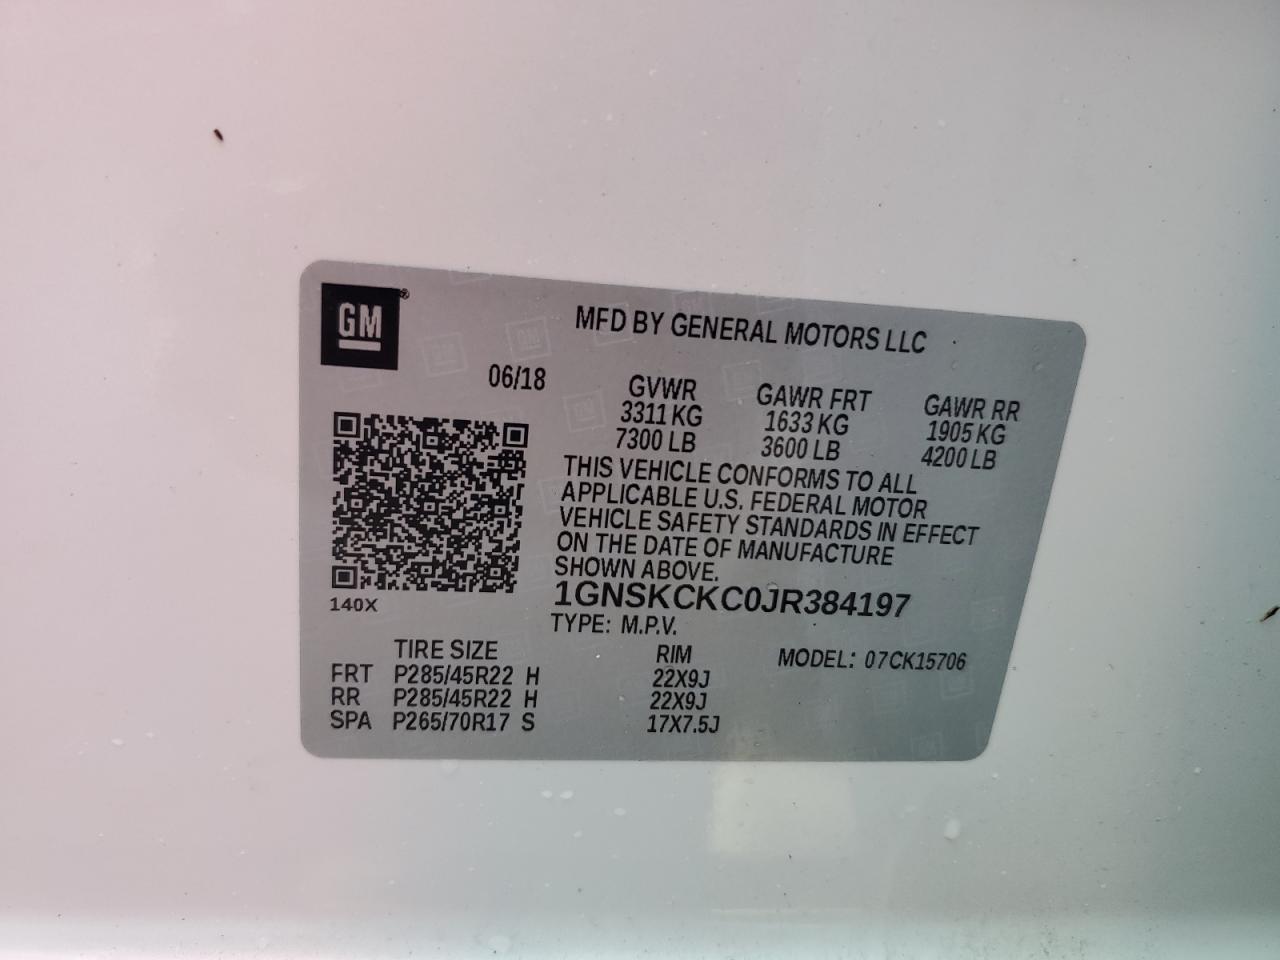 GM®
MFD BY GENERAL MOTORS LLC
06/18
GVWR GAWR FRT GAWR RR
3311 KG 1633 KG 1905 KG
7300 LB 3600 LB 4200 LB
THIS VEHICLE CONFORMS TO ALL
APPLICABLE U.S. FEDERAL MOTOR
VEHICLE SAFETY STANDARDS IN EFFECT
ON THE DATE OF MANUFACTURE
SHOWN ABOVE.
1GNSKCKC0JR384197
140X
TYPE: M.P.V.
TIRE SIZE RIM MODEL: 07CK15706
FRT P285/45R22 H 22X9J
RR P285/45R22 H 22X9J
SPA P265/70R17 S 17X7.5J